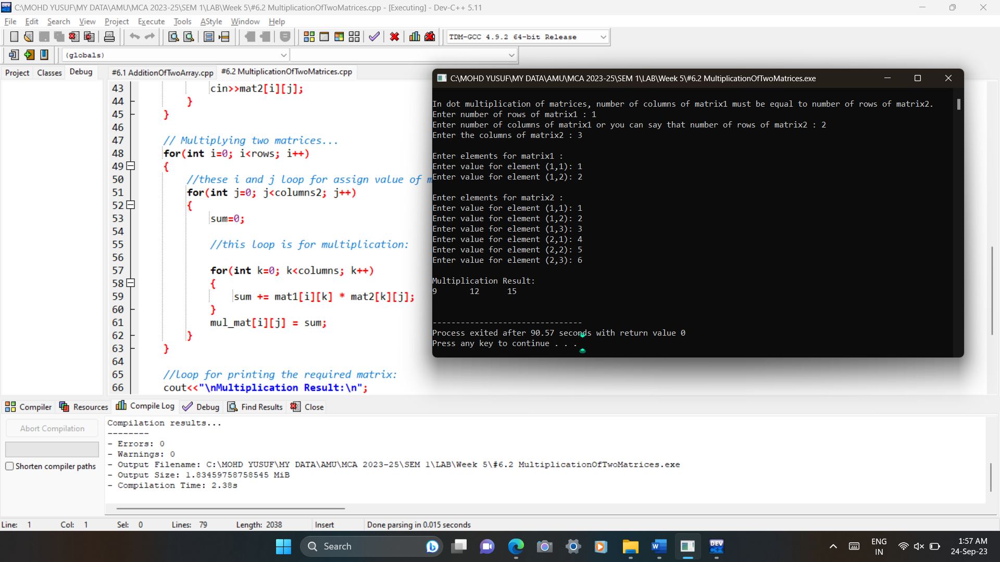 C:\MOHD YUSUF\MY DATA\AMU\MCA 2023-25\SEM 1\LAB\Week 5\#6.2 MultiplicationOfTwoMatrices.cpp - [Executing] - Dev-C++ 5.11
File Edit Search View Project Execute Tools AStyle Window Help
TDM-GCC 4.9.2 64-bit Release
(globals)
Project Classes Debug
#6.1 AdditionOfTwoArray.cpp #6.2 MultiplicationOfTwoMatrices.cpp
43 cin>>mat2[i][j];
44 }
45 }
46
47 // Multiplying two matrices...
48 for(int i=0; i<rows; i++)
49 {
50 //these i and j loop for assign value of m
51 for(int j=0; j<columns2; j++)
52 {
53 sum=0;
54
55 //this loop is for multiplication:
56
57 for(int k=0; k<columns; k++)
58 {
59 sum += mat1[i][k] * mat2[k][j];
60 }
61 mul_mat[i][j] = sum;
62 }
63 }
64
65 //loop for printing the required matrix:
66 cout<<"\nMultiplication Result:\n";
C:\MOHD YUSUF\MY DATA\AMU\MCA 2023-25\SEM 1\LAB\Week 5\#6.2 MultiplicationOfTwoMatrices.exe
In dot multiplication of matrices, number of columns of matrix1 must be equal to number of rows of matrix2.
Enter number of rows of matrix1 : 1
Enter number of columns of matrix1 or you can say that number of rows of matrix2 : 2
Enter the columns of matrix2 : 3
Enter elements for matrix1 :
Enter value for element (1,1): 1
Enter value for element (1,2): 2
Enter elements for matrix2 :
Enter value for element (1,1): 1
Enter value for element (1,2): 2
Enter value for element (1,3): 3
Enter value for element (2,1): 4
Enter value for element (2,2): 5
Enter value for element (2,3): 6
Multiplication Result:
9 12 15
--------------------------------
Process exited after 90.57 seconds with return value 0
Press any key to continue . . .
Compiler Resources Compile Log Debug Find Results Close
Abort Compilation
Shorten compiler paths
Compilation results...
--------
- Errors: 0
- Warnings: 0
- Output Filename: C:\MOHD YUSUF\MY DATA\AMU\MCA 2023-25\SEM 1\LAB\Week 5\#6.2 MultiplicationOfTwoMatrices.exe
- Output Size: 1.83459758758545 MiB
- Compilation Time: 2.38s
Line: 1 Col: 1 Sel: 0 Lines: 79 Length: 2038 Insert Done parsing in 0.015 seconds
Search
W
DEV C++
ENG
IN
1:57 AM
24-Sep-23